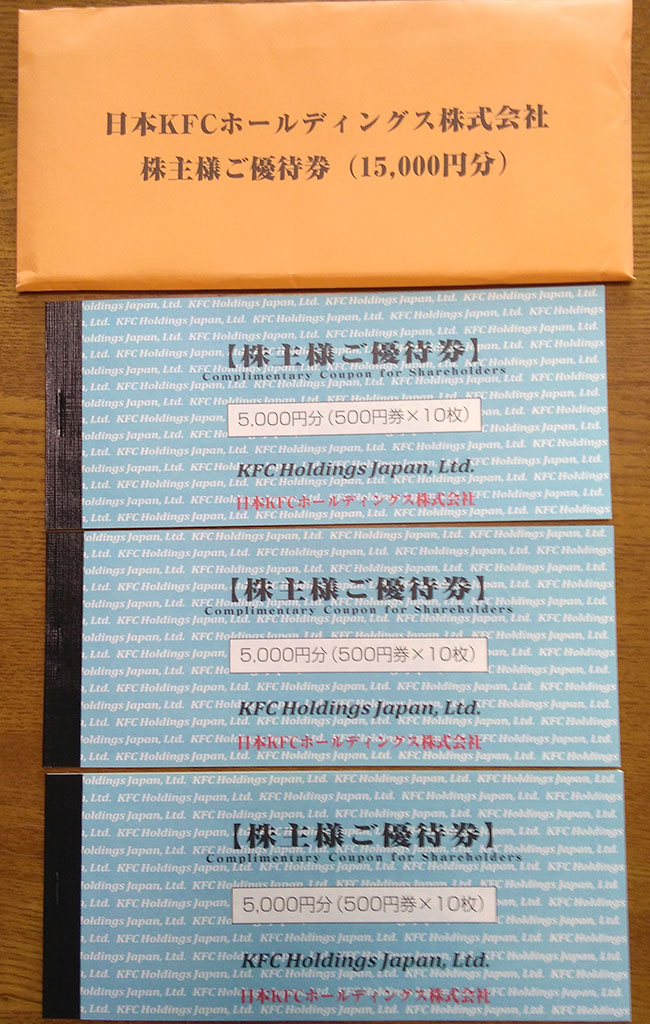 日本KFCホールディングス株式会社
株主様ご優待券（15,000円分）
【株主様ご優待券】
Complimentary Coupon for Shareholders
5,000円分（500円券×10枚）
KFC Holdings Japan, Ltd.
日本KFCホールディングス株式会社
【株主様ご優待券】
Complimentary Coupon for Shareholders
5,000円分（500円券×10枚）
KFC Holdings Japan, Ltd.
日本KFCホールディングス株式会社
【株主様ご優待券】
Complimentary Coupon for Shareholders
5,000円分（500円券×10枚）
KFC Holdings Japan, Ltd.
日本KFCホールディングス株式会社